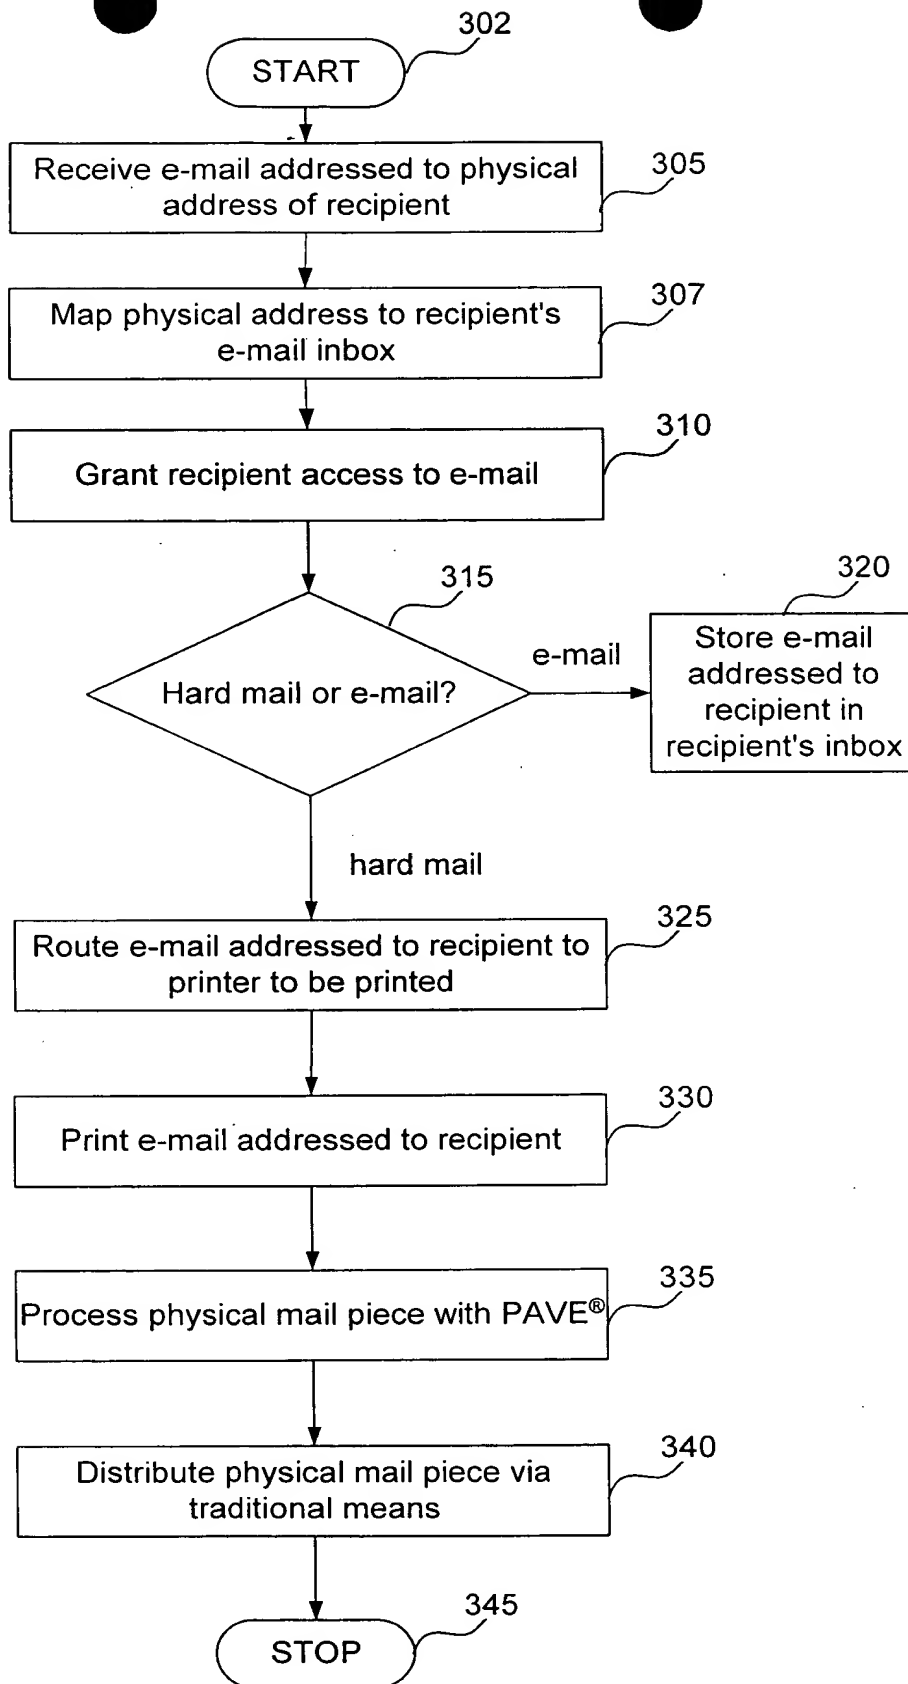 302
START
Receive e-mail addressed to physical
address of recipient
305
Map physical address to recipient's
e-mail inbox
307
Grant recipient access to e-mail
310
315
Hard mail or e-mail?
e-mail
320
Store e-mail
addressed to
recipient in
recipient's inbox
hard mail
Route e-mail addressed to recipient to
printer to be printed
325
Print e-mail addressed to recipient
330
Process physical mail piece with PAVE®
335
Distribute physical mail piece via
traditional means
340
345
STOP